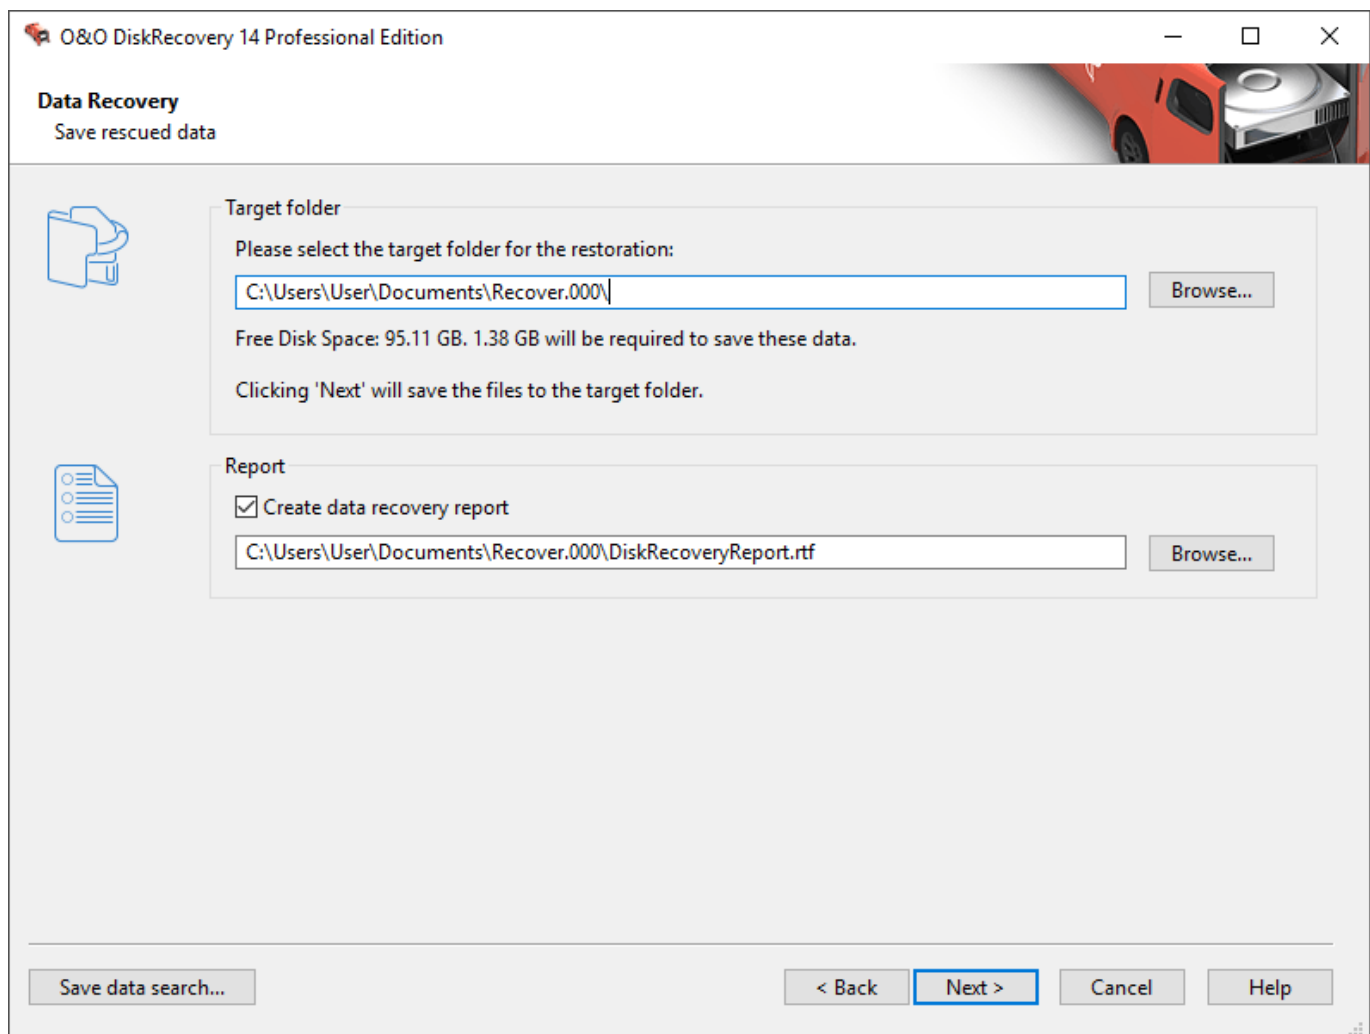 O&O DiskRecovery 14 Professional Edition
Data Recovery
Save rescued data
Target folder
Please select the target folder for the restoration:
C:\Users\User\Documents\Recover.000\
Browse...
Free Disk Space: 95.11 GB. 1.38 GB will be required to save these data.
Clicking 'Next' will save the files to the target folder.
Report
Create data recovery report
C:\Users\User\Documents\Recover.000\DiskRecoveryReport.rtf
Browse...
Save data search...
< Back
Next >
Cancel
Help